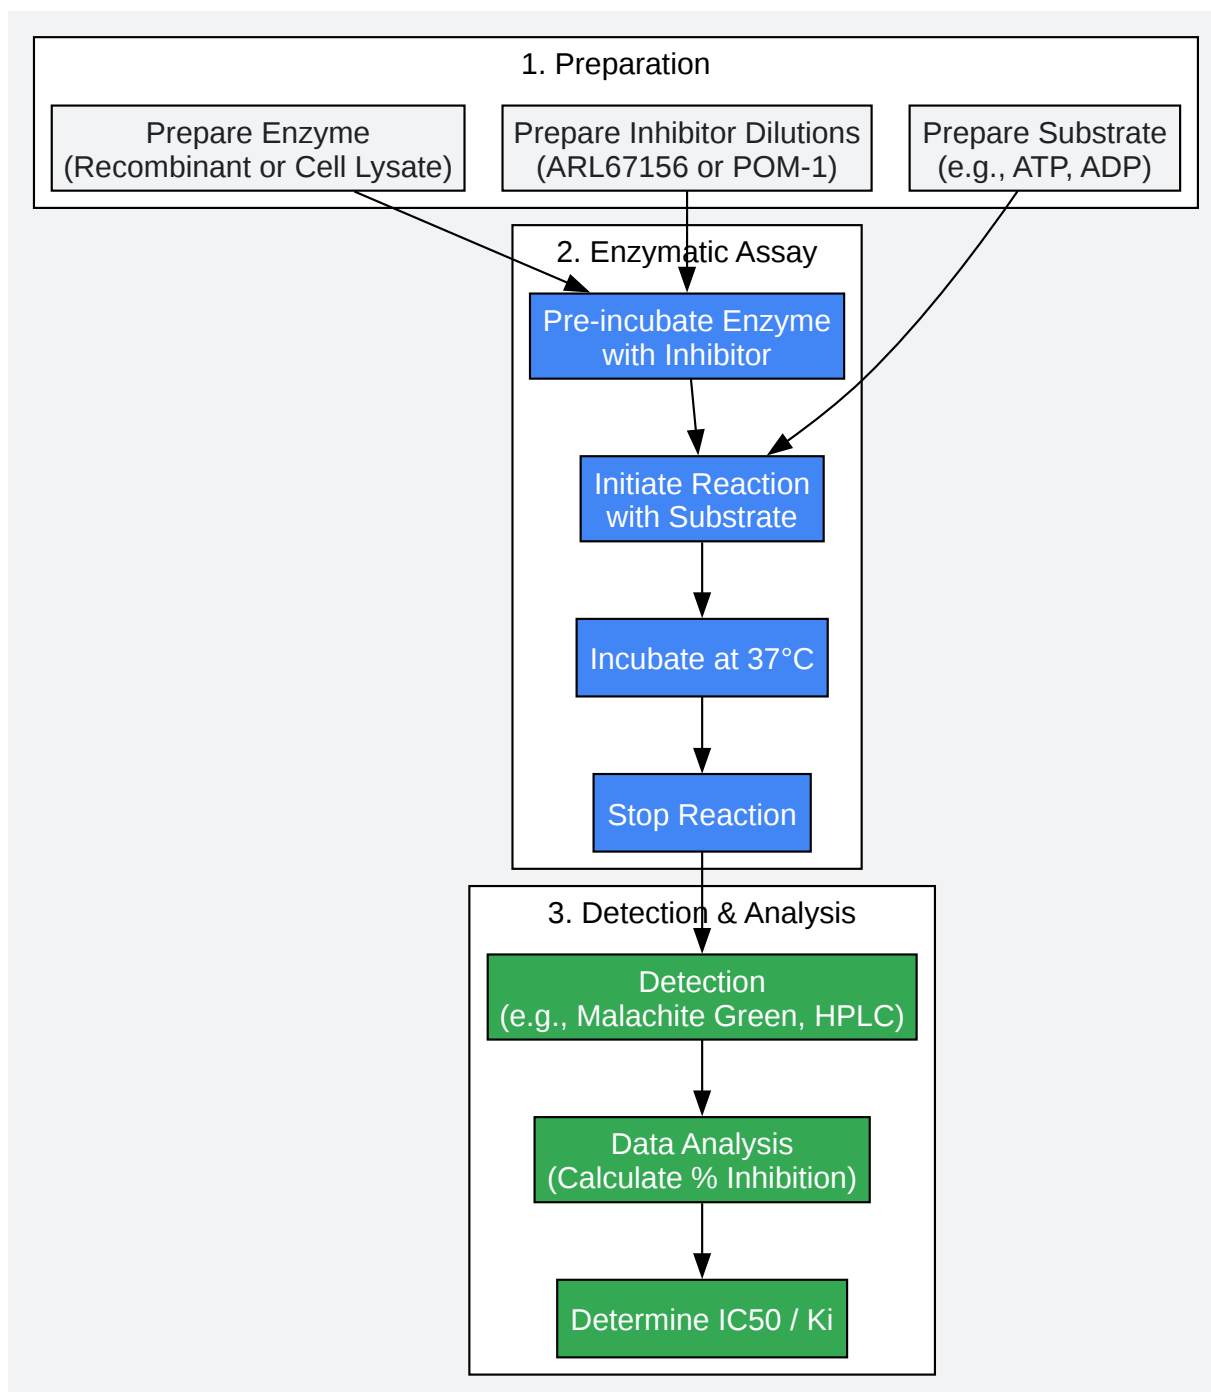 1. Preparation
Prepare Enzyme
(Recombinant or Cell Lysate)
Prepare Inhibitor Dilutions
(ARL67156 or POM-1)
Prepare Substrate
(e.g., ATP, ADP)
2. Enzymatic Assay
Pre-incubate Enzyme
with Inhibitor
Initiate Reaction
with Substrate
Incubate at 37°C
Stop Reaction
3. Detection & Analysis
Detection
(e.g., Malachite Green, HPLC)
Data Analysis
(Calculate % Inhibition)
Determine IC50 / Ki